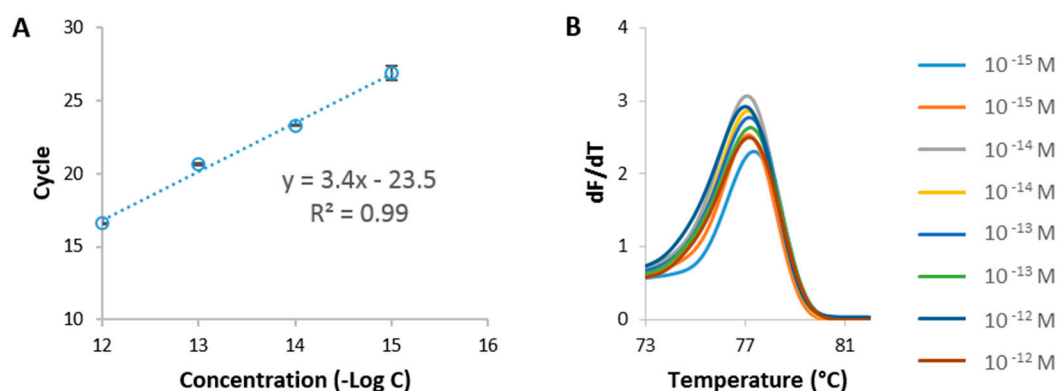 A
30
25
20
15
10
Cycle
y = 3.4x - 23.5
R² = 0.99
12
13
14
15
16
Concentration (-Log C)
B
4
3
2
1
0
dF/dT
73
77
81
Temperature (°C)
10⁻¹⁵ M
10⁻¹⁵ M
10⁻¹⁴ M
10⁻¹⁴ M
10⁻¹³ M
10⁻¹³ M
10⁻¹² M
10⁻¹² M